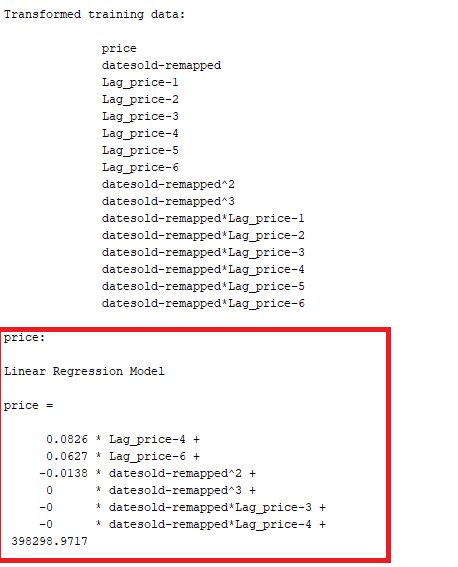 Transformed training data:
price
datesold-remapped
Lag_price-1
Lag_price-2
Lag_price-3
Lag_price-4
Lag_price-5
Lag_price-6
datesold-remapped^2
datesold-remapped^3
datesold-remapped*Lag_price-1
datesold-remapped*Lag_price-2
datesold-remapped*Lag_price-3
datesold-remapped*Lag_price-4
datesold-remapped*Lag_price-5
datesold-remapped*Lag_price-6
price:
Linear Regression Model
price =
0.0826 * Lag_price-4 +
0.0627 * Lag_price-6 +
-0.0138 * datesold-remapped^2 +
0 * datesold-remapped^3 +
-0 * datesold-remapped*Lag_price-3 +
-0 * datesold-remapped*Lag_price-4 +
398298.9717